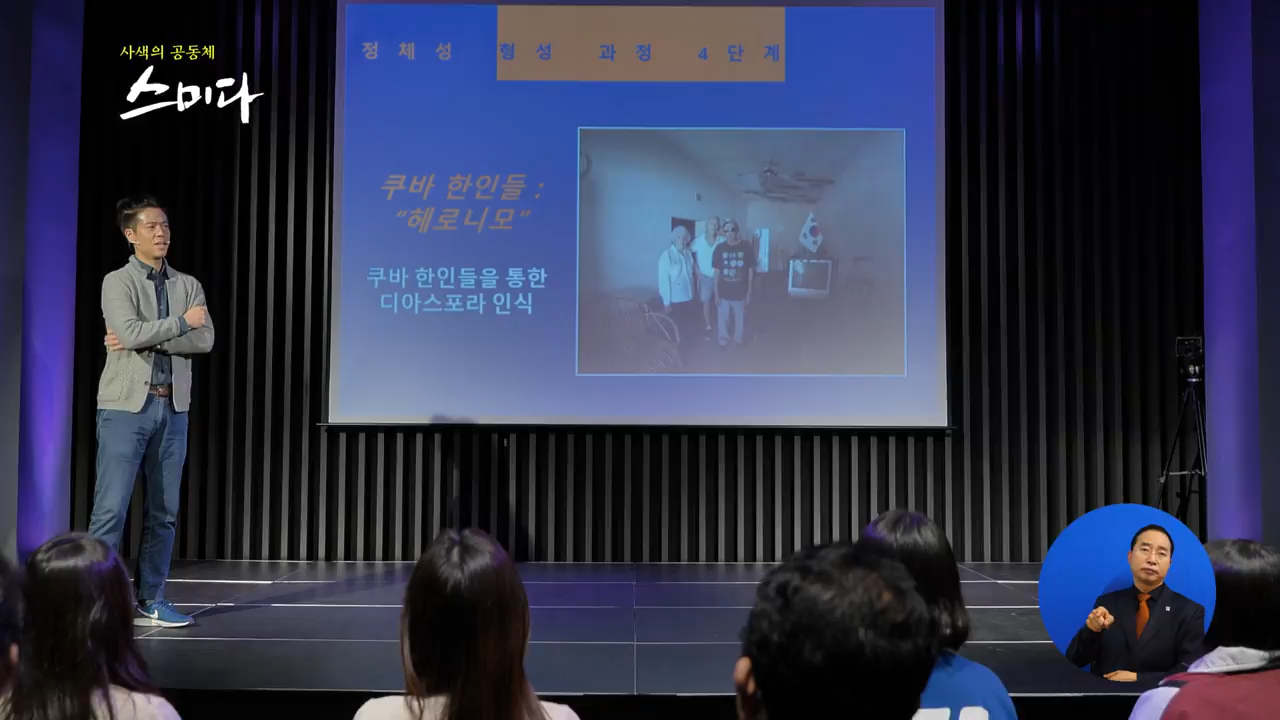 사색의 공동체
스미다
정체성 형성 과정 4단계
쿠바 한인들 :
“헤로니모”
쿠바 한인들을 통한
디아스포라 인식